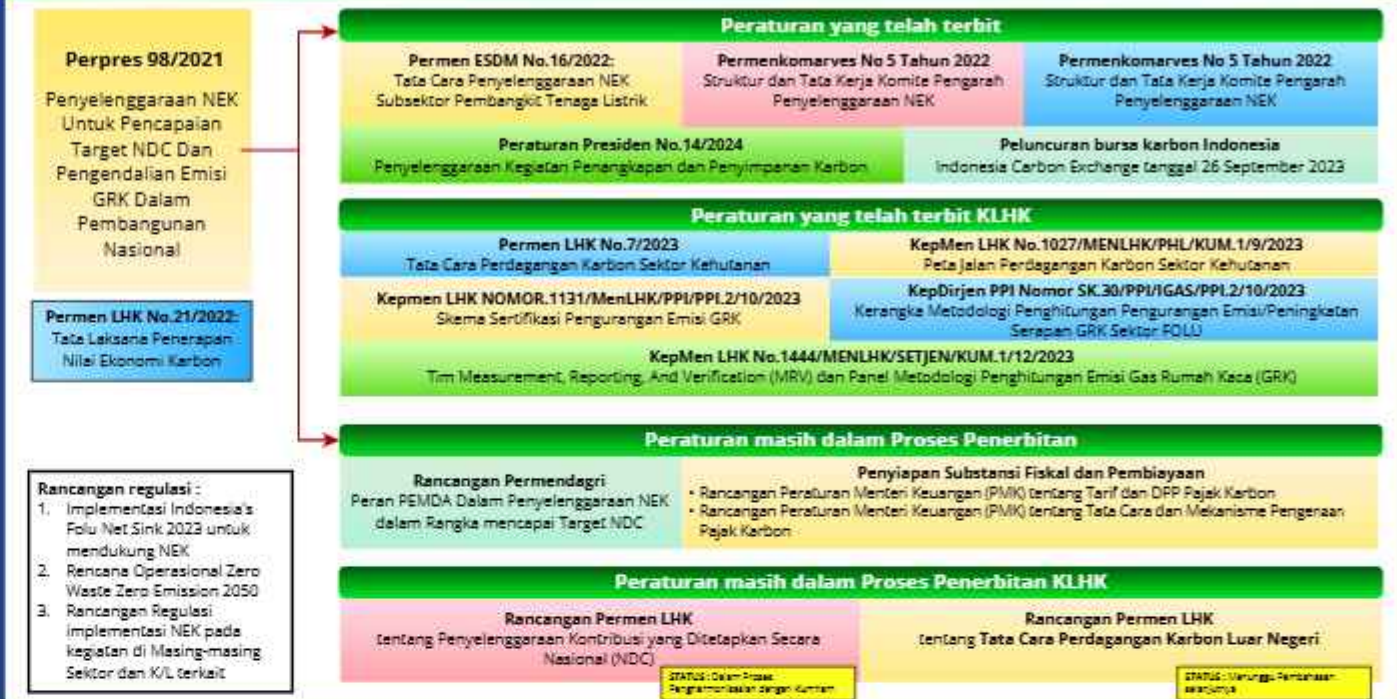 Perpres 98/2021
Penyelenggaraan NEK
Untuk Pencapaian
Target NDC Dan
Pengendalian Emisi
GRK Dalam
Pembangunan
Nasional
Permen LHK No.21/2022:
Tata Laksana Penerapan
Nilai Ekonomi Karbon
Rancangan regulasi :
1. Implementasi Indonesia's
Folu Net Sink 2023 untuk
mendukung NEK
2. Rencana Operasional Zero
Waste Zero Emission 2050
3. Rancangan Regulasi
implementasi NEK pada
kegiatan di Masing-masing
Sektor dan K/L terkait
Peraturan yang telah terbit
Permen ESDM No.16/2022:
Tata Cara Penyelenggaraan NEK
Subsektor Pembangkit Tenaga Listrik
Permenkomarves No 5 Tahun 2022
Struktur dan Tata Kerja Komite Pengarah
Penyelenggaraan NEK
Permenkomarves No 5 Tahun 2022
Struktur dan Tata Kerja Komite Pengarah
Penyelenggaraan NEK
Peraturan Presiden No.14/2024
Penyelenggaraan Kegiatan Penangkapan dan Penyimpanan Karbon
Peluncuran bursa karbon Indonesia
Indonesia Carbon Exchange tanggal 26 September 2023
Peraturan yang telah terbit KLHK
Permen LHK No.7/2023
Tata Cara Perdagangan Karbon Sektor Kehutanan
KepMen LHK No.1027/MENLHK/PHL/KUM.1/9/2023
Peta Jalan Perdagangan Karbon Sektor Kehutanan
Kepmen LHK NOMOR.1131/MenLHK/PPI/PPI.2/10/2023
Skema Sertifikasi Pengurangan Emisi GRK
KepDirjen PPI Nomor SK.30/PPI/IGAS/PPI.2/10/2023
Kerangka Metodologi Penghitungan Pengurangan Emisi/Peningkatan
Serapan GRK Sektor FOLU
KepMen LHK No.1444/MENLHK/SETJEN/KUM.1/12/2023
Tim Measurement, Reporting, And Verification (MRV) dan Panel Metodologi Penghitungan Emisi Gas Rumah Kaca (GRK)
Peraturan masih dalam Proses Penerbitan
Rancangan Permendagri
Peran PEMDA Dalam Penyelenggaraan NEK
dalam Rangka mencapai Target NDC
Penyiapan Substansi Fiskal dan Pembiayaan
• Rancangan Peraturan Menteri Keuangan (PMK) tentang Tarif dan DPP Pajak Karbon
• Rancangan Peraturan Menteri Keuangan (PMK) tentang Tata Cara dan Mekanisme Pengenaan
Pajak Karbon
Peraturan masih dalam Proses Penerbitan KLHK
Rancangan Permen LHK
tentang Penyelenggaraan Kontribusi yang Ditetapkan Secara
Nasional (NDC)
STATUS : Dalam Proses
Pengharmonisasian dengan Kumham
Rancangan Permen LHK
tentang Tata Cara Perdagangan Karbon Luar Negeri
STATUS : Menunggu Pembahasan
selanjutnya